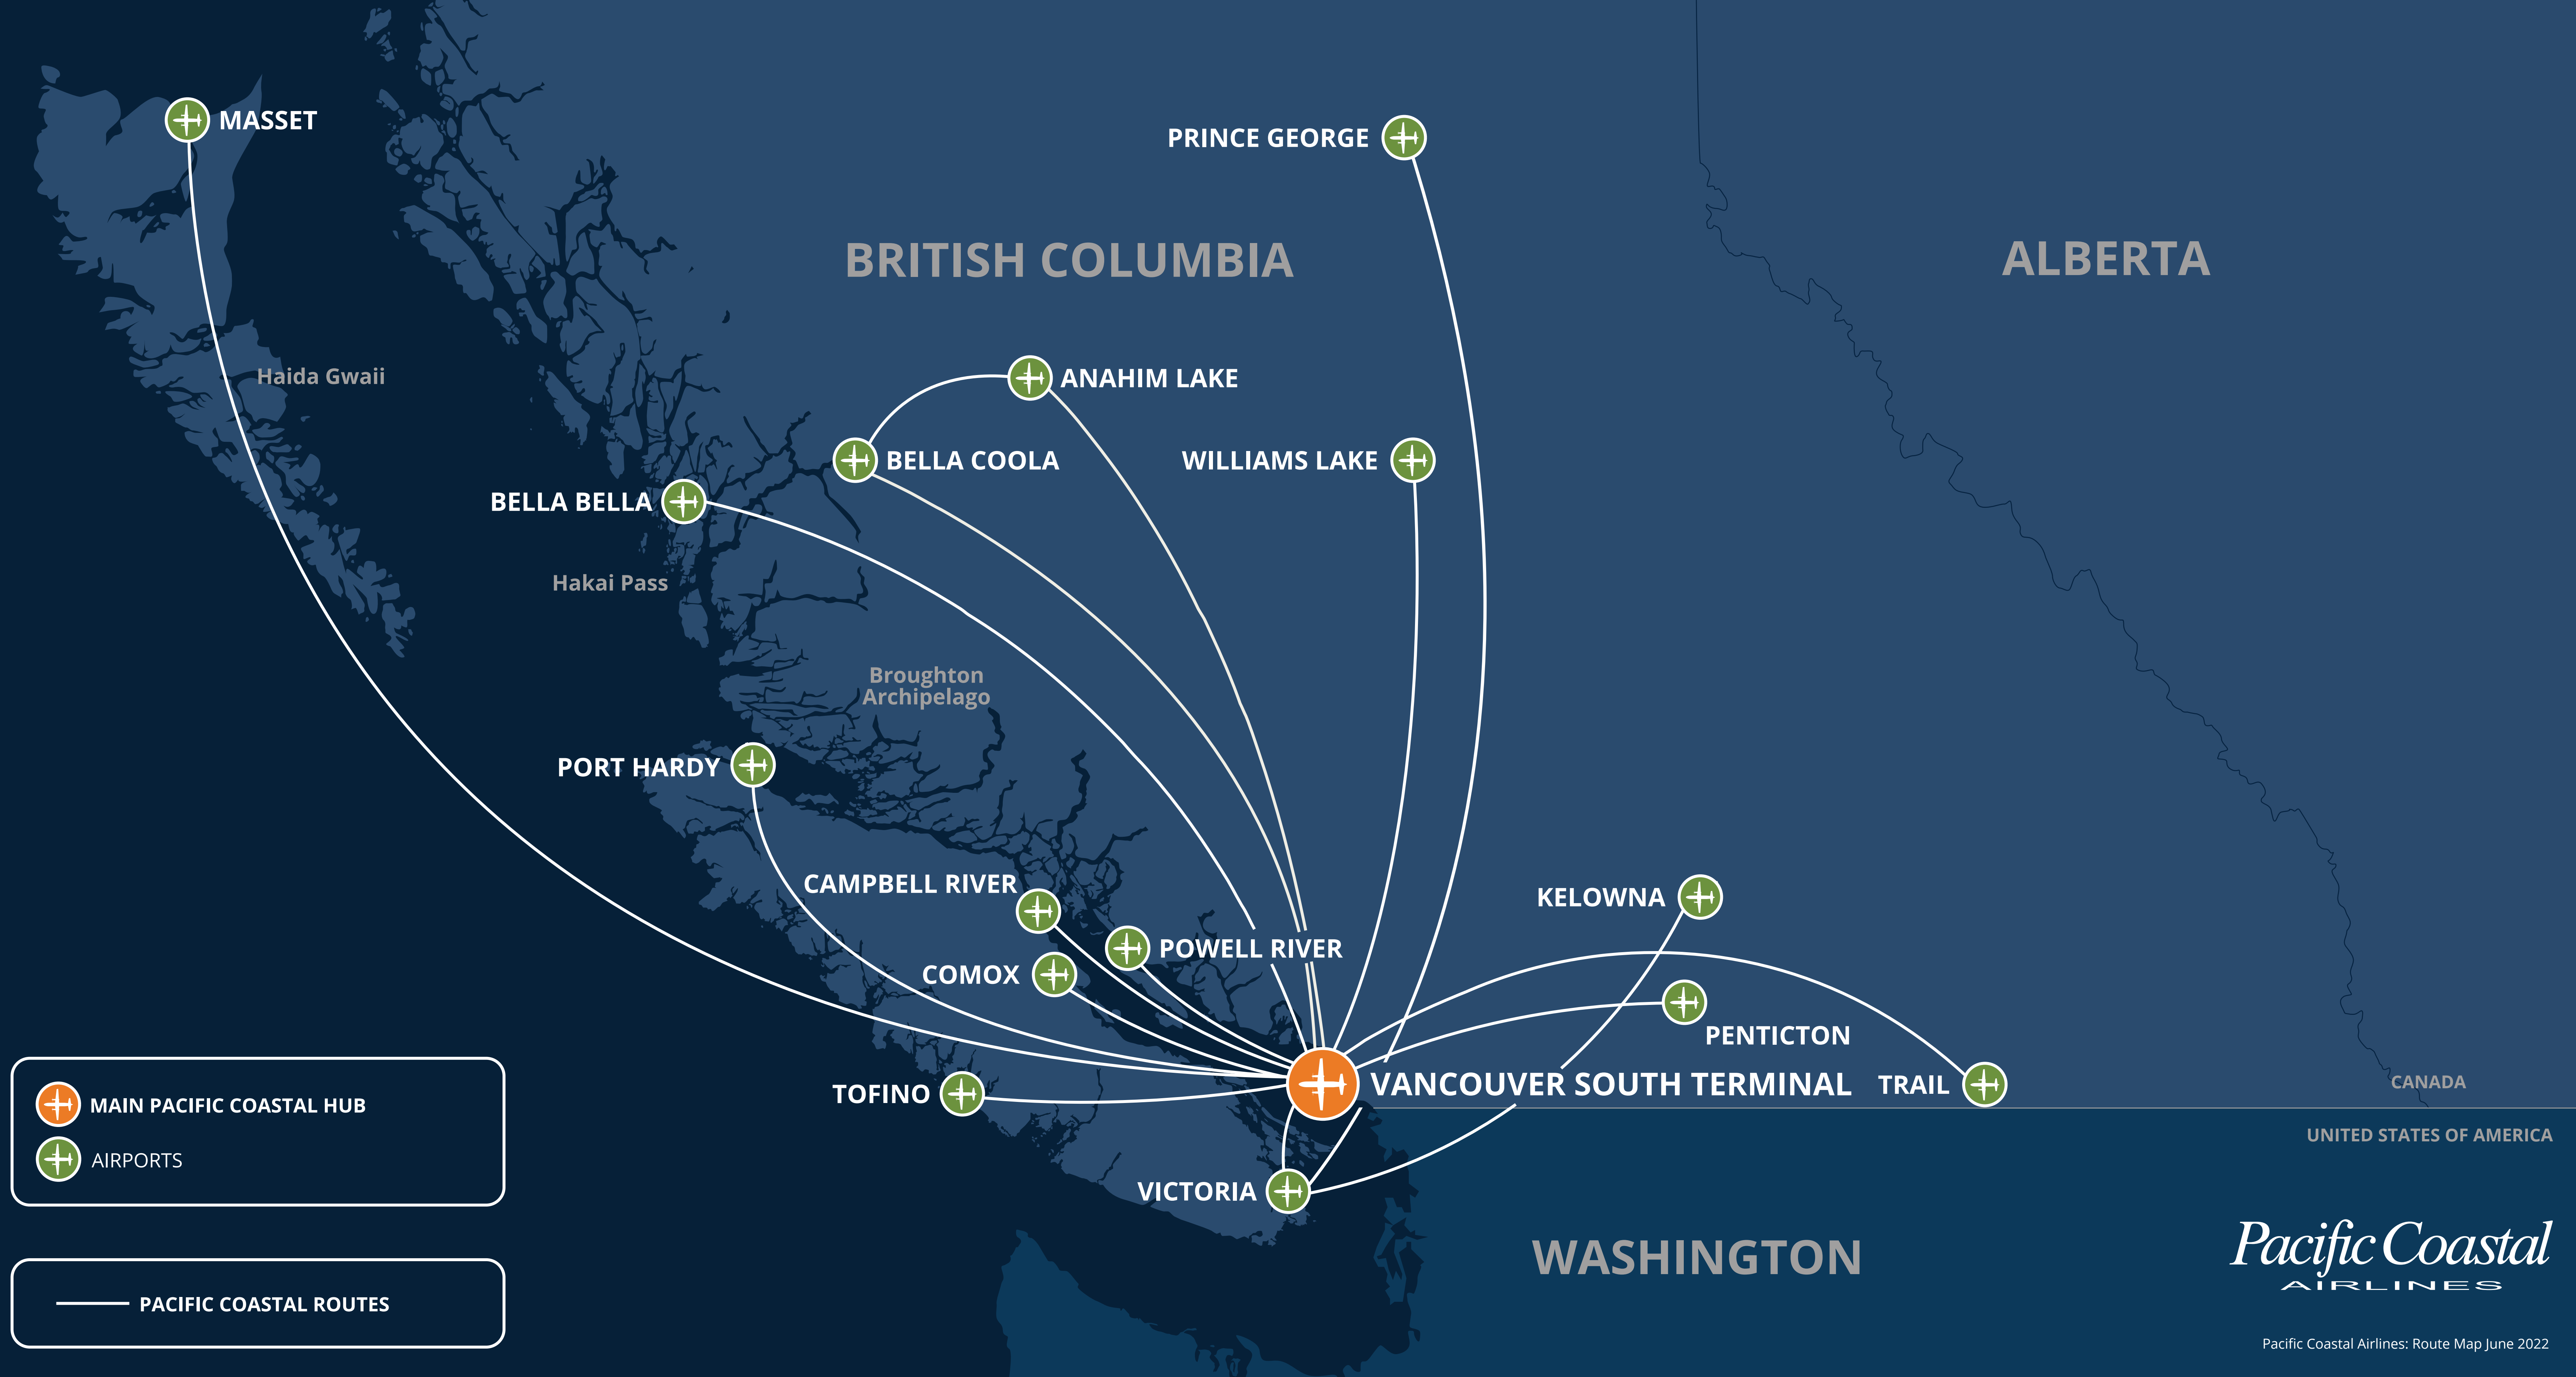 MASSET
PRINCE GEORGE
BRITISH COLUMBIA
ALBERTA
Haida Gwaii
ANAHIM LAKE
BELLA COOLA
WILLIAMS LAKE
BELLA BELLA
Hakai Pass
Broughton
Archipelago
PORT HARDY
CAMPBELL RIVER
KELOWNA
POWELL RIVER
COMOX
PENTICTON
VANCOUVER SOUTH TERMINAL
TRAIL
CANADA
TOFINO
MAIN PACIFIC COASTAL HUB
AIRPORTS
UNITED STATES OF AMERICA
VICTORIA
WASHINGTON
Pacific Coastal
AIRLINES
PACIFIC COASTAL ROUTES
Pacific Coastal Airlines: Route Map June 2022